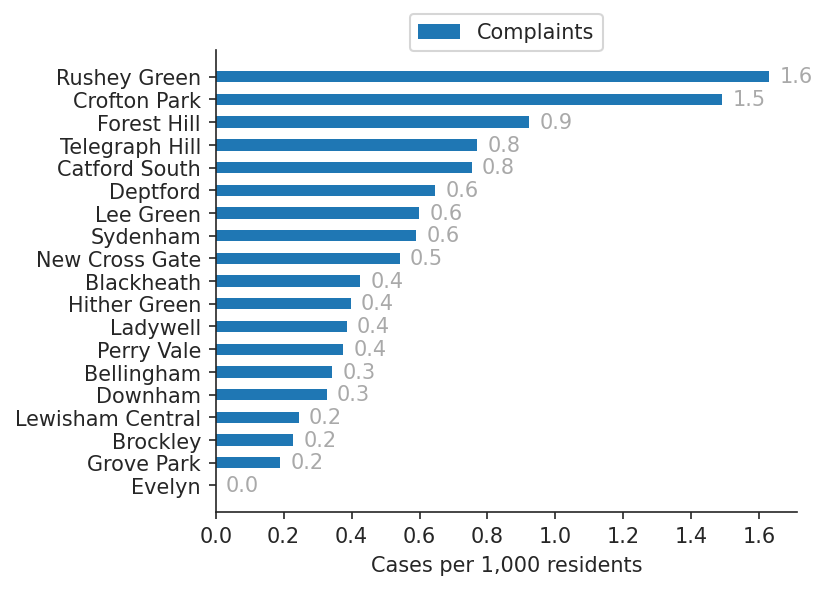 Complaints
Rushey Green 1.6
Crofton Park 1.5
Forest Hill 0.9
Telegraph Hill 0.8
Catford South 0.8
Deptford 0.6
Lee Green 0.6
Sydenham 0.6
New Cross Gate 0.5
Blackheath 0.4
Hither Green 0.4
Ladywell 0.4
Perry Vale 0.4
Bellingham 0.3
Downham 0.3
Lewisham Central 0.2
Brockley 0.2
Grove Park 0.2
Evelyn 0.0
0.0 0.2 0.4 0.6 0.8 1.0 1.2 1.4 1.6
Cases per 1,000 residents